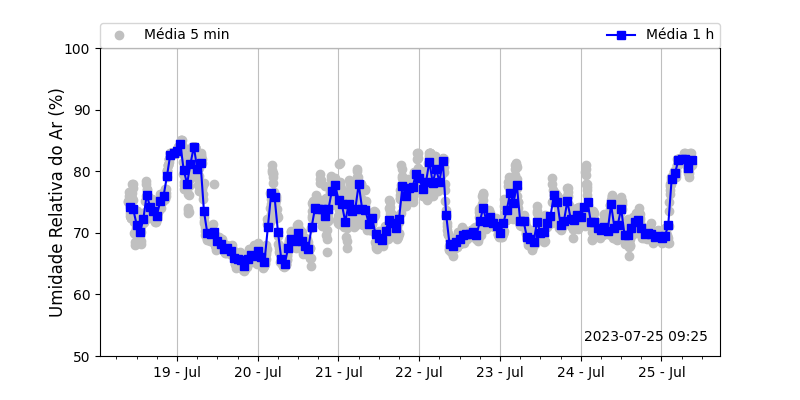 Média 5 min
Média 1 h
Umidade Relativa do Ar (%)
100
90
80
70
60
50
2023-07-25 09:25
19 - Jul
20 - Jul
21 - Jul
22 - Jul
23 - Jul
24 - Jul
25 - Jul